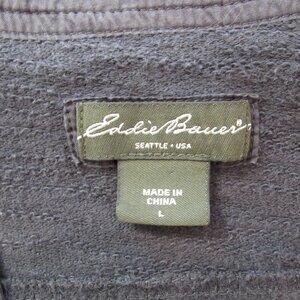 Eddie Bauer®
SEATTLE • USA
MADE IN
CHINA
L